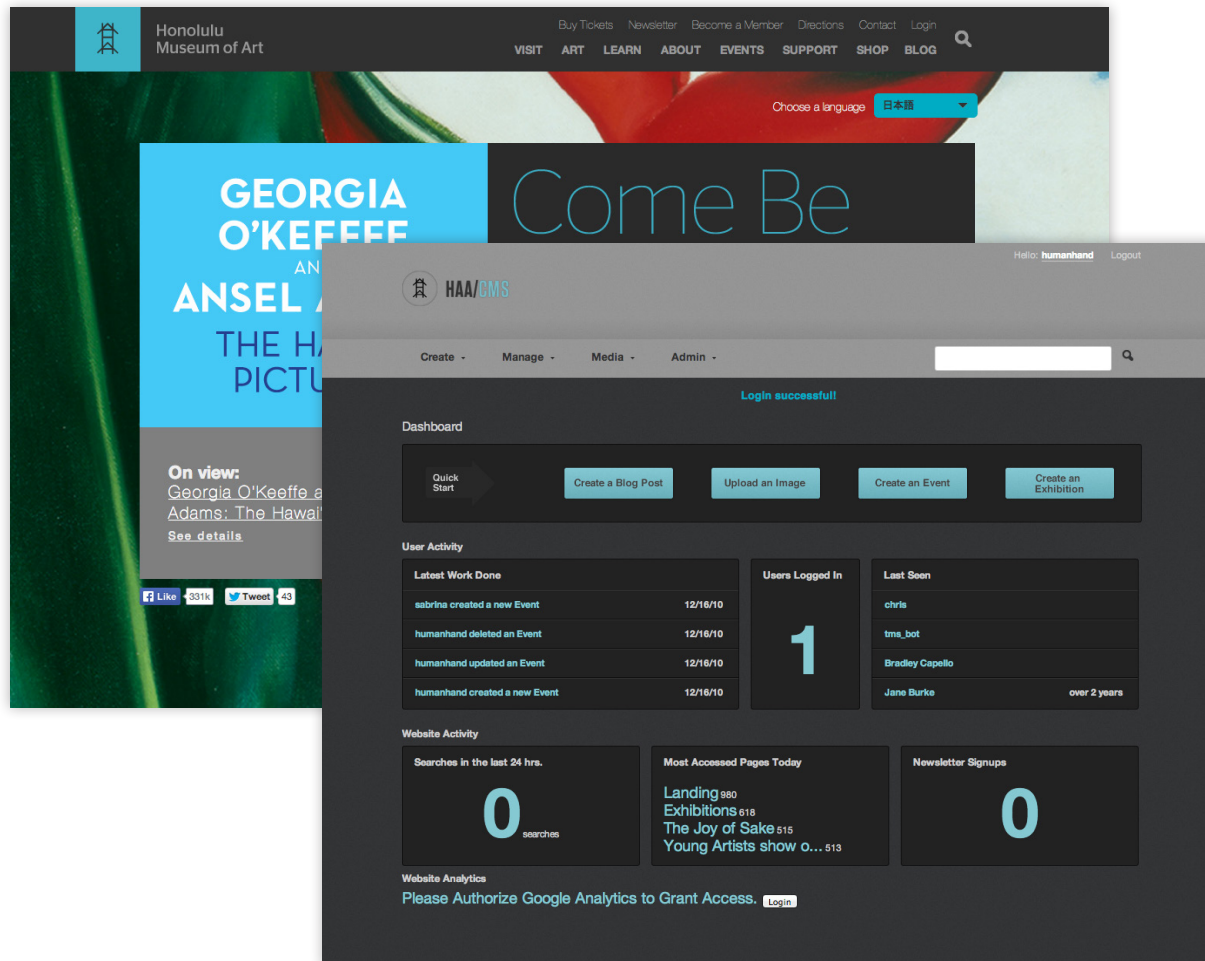 Honolulu
Museum of Art
Buy Tickets Newsletter Become a Member Directions Contact Login
VISIT ART LEARN ABOUT EVENTS SUPPORT SHOP BLOG
Choose a language 日本語
GEORGIA
O'KEEFFE
AN
ANSEL A
THE HA
PICTU
Come Be
On view:
Georgia O'Keeffe a
Adams: The Hawai'
See details
Like 331k Tweet 43
Hello: humanhand Logout
HAA/CMS
Create Manage Media Admin
Login successful!
Dashboard
Quick
Start
Create a Blog Post
Upload an Image
Create an Event
Create an
Exhibition
User Activity
Latest Work Done
sabrina created a new Event 12/16/10
humanhand deleted an Event 12/16/10
humanhand updated an Event 12/16/10
humanhand created a new Event 12/16/10
Users Logged In
1
Last Seen
chris
tms_bot
Bradley Capello
Jane Burke over 2 years
Website Activity
Searches in the last 24 hrs.
0 searches
Most Accessed Pages Today
Landing 980
Exhibitions 618
The Joy of Sake 515
Young Artists show o... 513
Newsletter Signups
0
Website Analytics
Please Authorize Google Analytics to Grant Access. Login